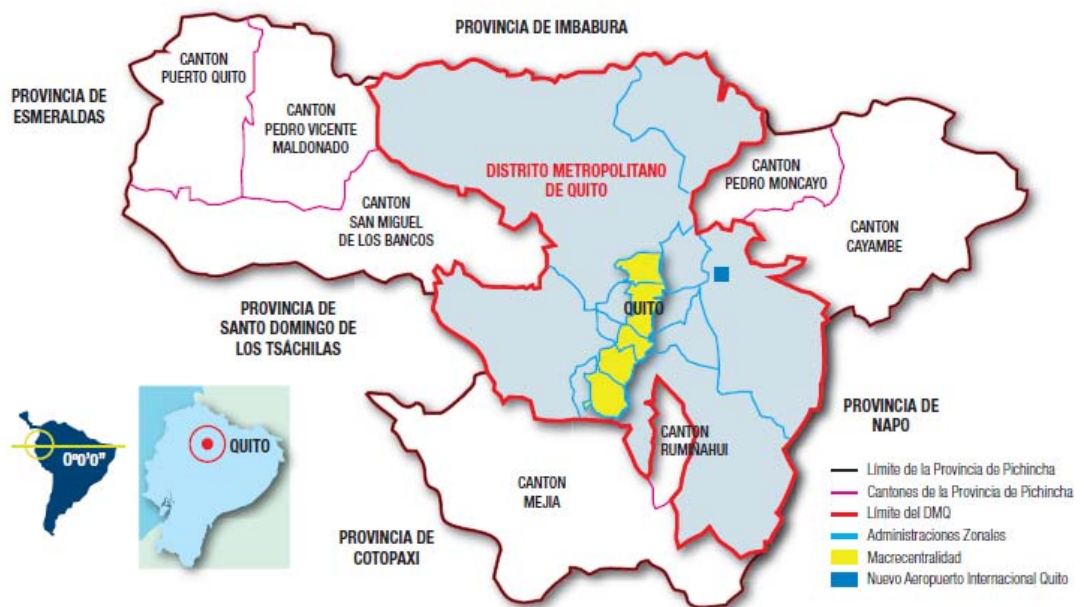 PROVINCIA DE IMBABURA
CANTON
PUERTO QUITO
PROVINCIA DE
ESMERALDAS
CANTON
PEDRO VICENTE
MALDONADO
DISTRITO METROPOLITANO
DE QUITO
CANTON
PEDRO MONCAYO
CANTON
SAN MIGUEL
DE LOS BANCOS
CANTON
CAYAMBE
PROVINCIA DE
SANTO DOMINGO DE
LOS TSÁCHILAS
QUITO
PROVINCIA DE
NAPO
CANTON
RUMIÑAHUI
CANTON
MEJIA
PROVINCIA DE
COTOPAXI
0º0'0"
QUITO
Límite de la Provincia de Pichincha
Cantones de la Provincia de Pichincha
Límite del DMQ
Administraciones Zonales
Macrecentralidad
Nuevo Aeropuerto Internacional Quito